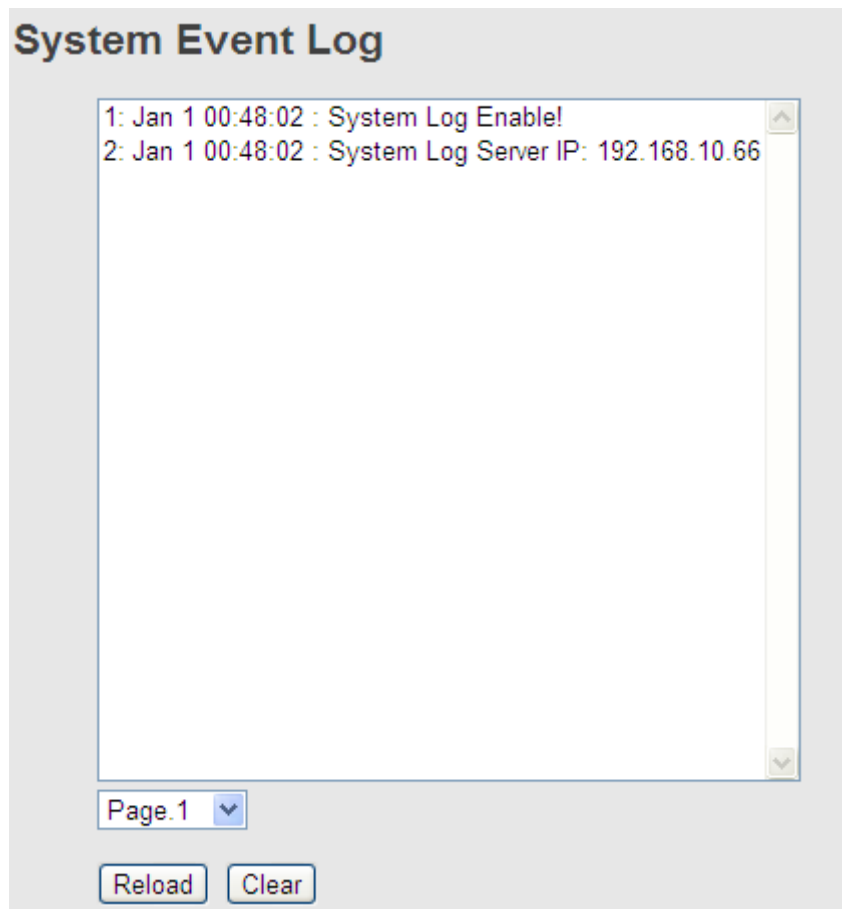 System Event Log
1: Jan 1 00:48:02 : System Log Enable!
2: Jan 1 00:48:02 : System Log Server IP: 192.168.10.66
Page.1
Reload Clear